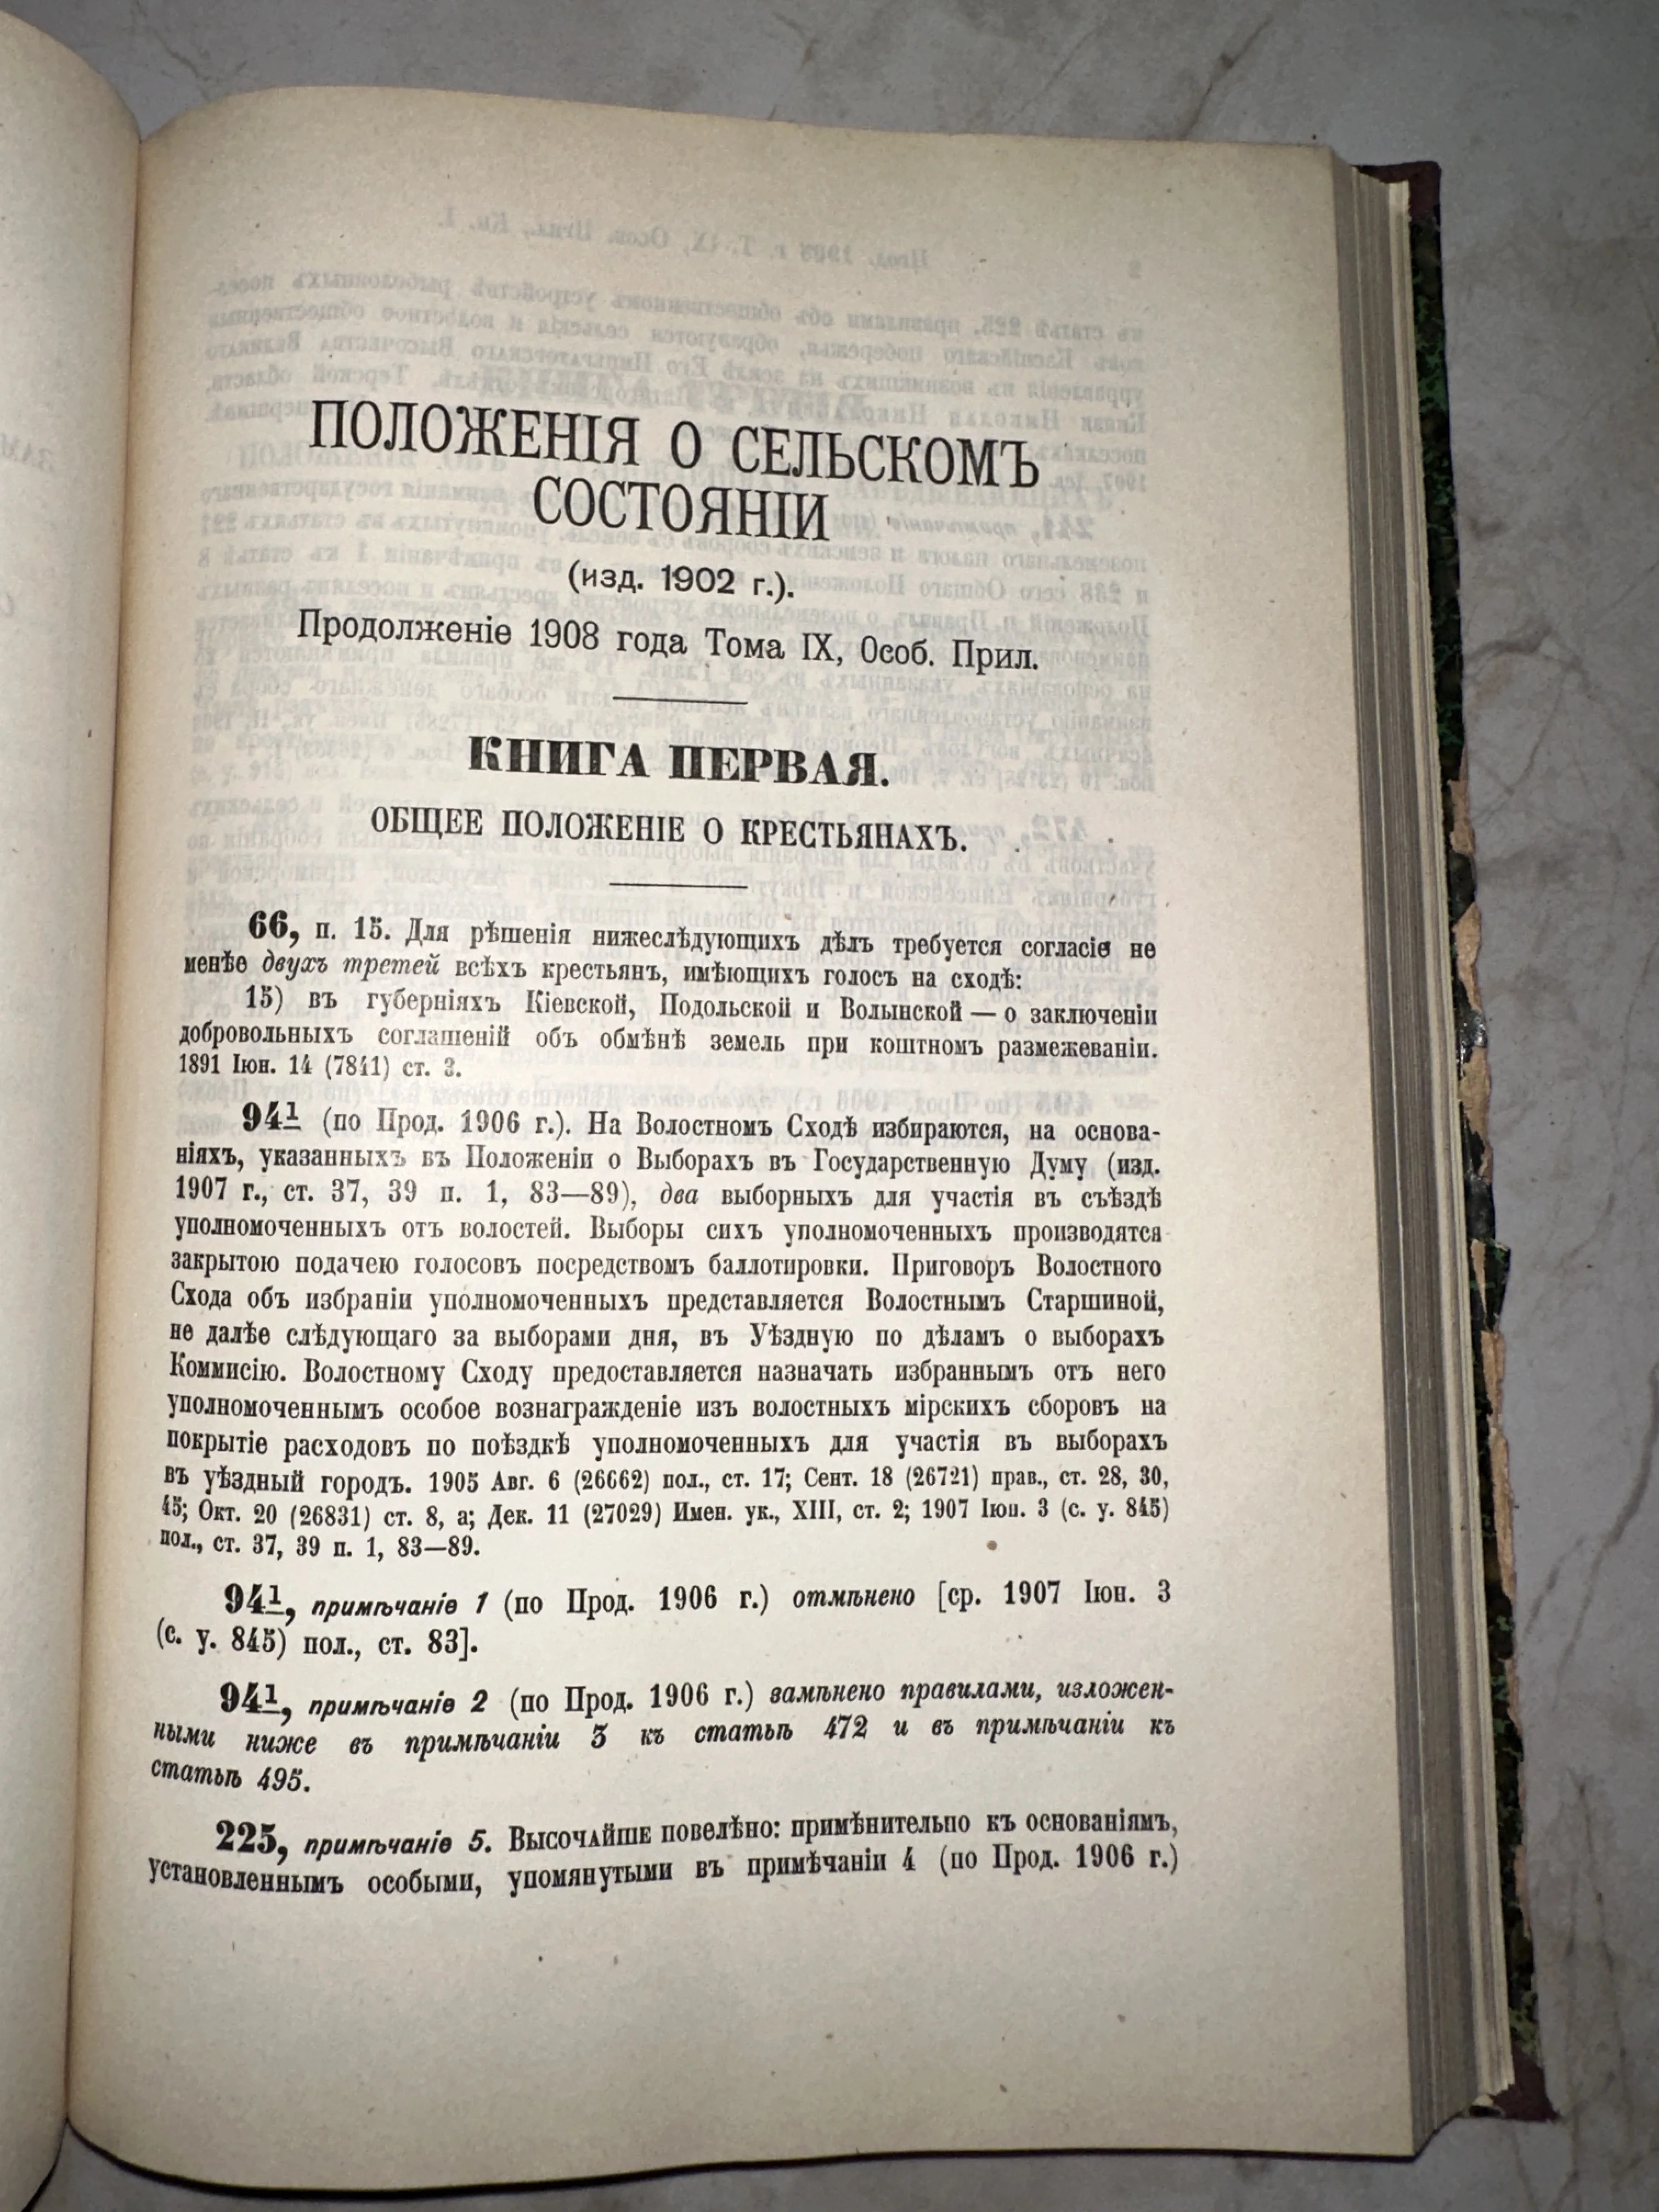 ПОЛОЖЕНІЯ О СЕЛЬСКОМЪ
СОСТОЯНІИ
(изд. 1902 г.).
Продолженіе 1908 года Тома IX, Особ. Прил.
КНИГА ПЕРВАЯ.
ОБЩЕЕ ПОЛОЖЕНІЕ О КРЕСТЬЯНАХЪ.
66, п. 15. Для рѣшенія нижеслѣдующихъ дѣлъ требуется согласіе не
менѣе двухъ третей всѣхъ крестьян, имѣющихъ голосъ на сходѣ:
15) въ губерніяхъ Кіевской, Подольской и Волынской — о заключеніи
добровольныхъ соглашеній объ обмѣнѣ земель при коштномъ размежеваніи.
1891 Іюн. 14 (7841) ст. 3.
94¹ (по Прод. 1906 г.). На Волостномъ Сходѣ избираются, на основа-
ніяхъ, указанныхъ въ Положеніи о Выборахъ въ Государственную Думу (изд.
1907 г., ст. 37, 39 п. 1, 83—89), два выборныхъ для участія въ съѣздѣ
уполномоченныхъ отъ волостей. Выборы сихъ уполномоченныхъ производятся
закрытою подачею голосовъ посредствомъ баллотировки. Приговоръ Волостного
Схода объ избраніи уполномоченныхъ представляется Волостнымъ Старшиной,
не далѣе слѣдующаго за выборами дня, въ Уѣздную по дѣламъ о выборахъ
Коммисію. Волостному Сходу предоставляется назначать избраннымъ отъ него
уполномоченнымъ особое вознагражденіе изъ волостныхъ мірскихъ сборовъ на
покрытіе расходовъ по поѣздкѣ уполномоченныхъ для участія въ выборахъ
въ уѣздный городъ. 1905 Авг. 6 (26662) пол., ст. 17; Сент. 18 (26721) прав., ст. 28, 30,
45; Окт. 20 (26831) ст. 8, а; Дек. 11 (27029) Имен. ук., XIII, ст. 2; 1907 Іюн. 3 (с. у. 845)
пол., ст. 37, 39 п. 1, 83—89.
94¹, примѣчаніе 1 (по Прод. 1906 г.) отмѣнено [ср. 1907 Іюн. 3
(с. у. 845) пол., ст. 83].
94¹, примѣчаніе 2 (по Прод. 1906 г.) замѣнено правилами, изложен-
ными ниже въ примѣчаніи 3 къ статьѣ 472 и въ примѣчаніи къ
статьѣ 495.
225, примѣчаніе 5. Высочайше повелѣно: примѣнительно къ основаніямъ,
установленнымъ особыми, упомянутыми въ примѣчаніи 4 (по Прод. 1906 г.)